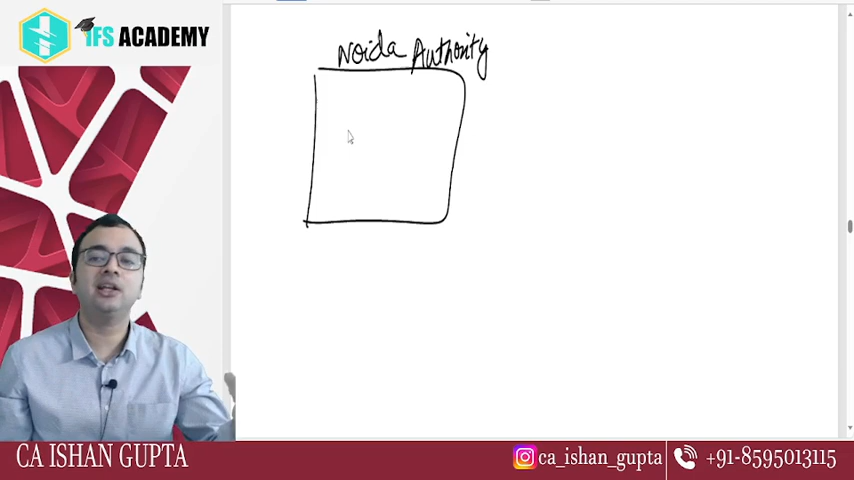 IFS ACADEMY
Noida Authority
CA ISHAN GUPTA
ca_ishan_gupta
+91-8595013115